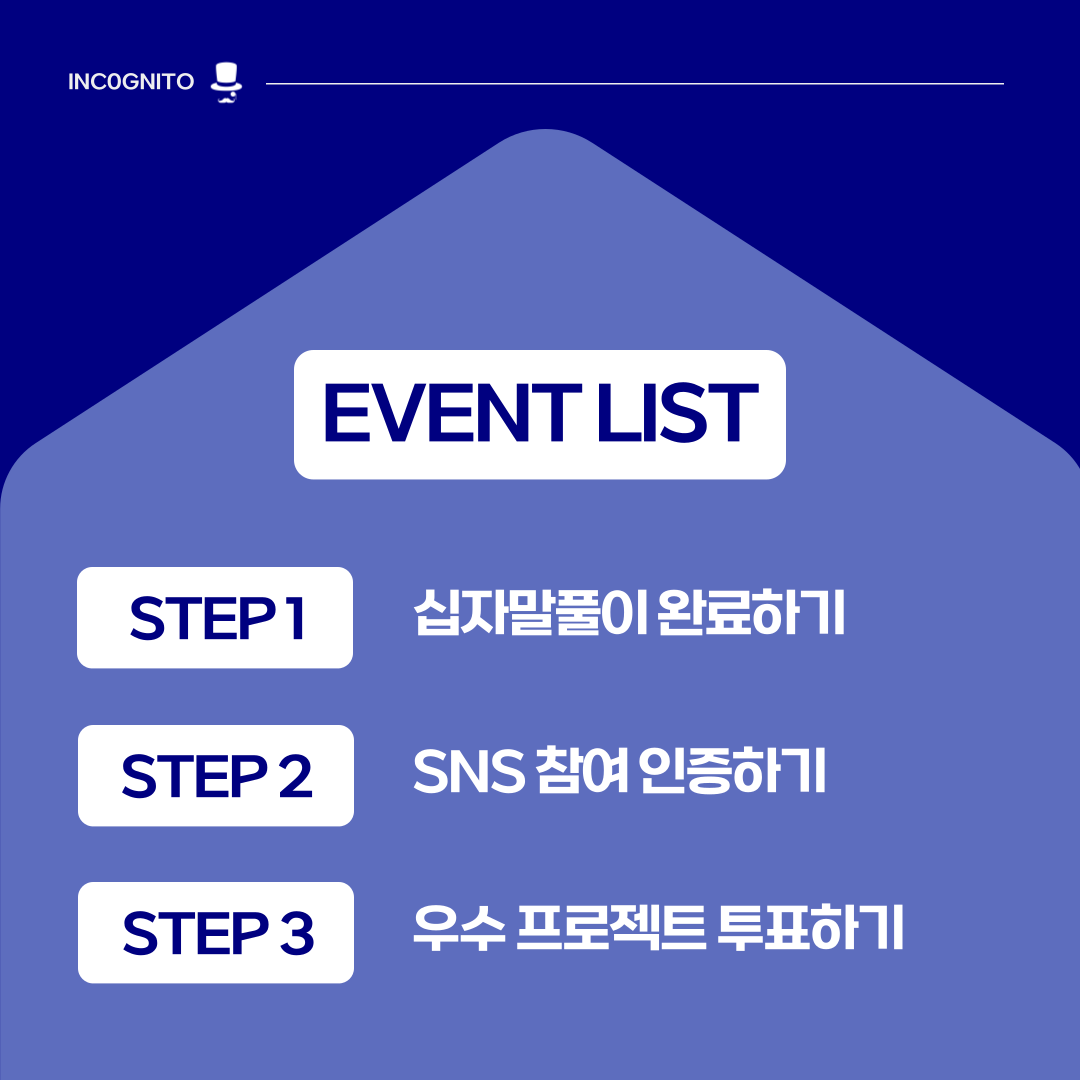 INC0GNITO
EVENT LIST
STEP 1
십자말풀이 완료하기
STEP 2
SNS 참여 인증하기
STEP 3
우수 프로젝트 투표하기